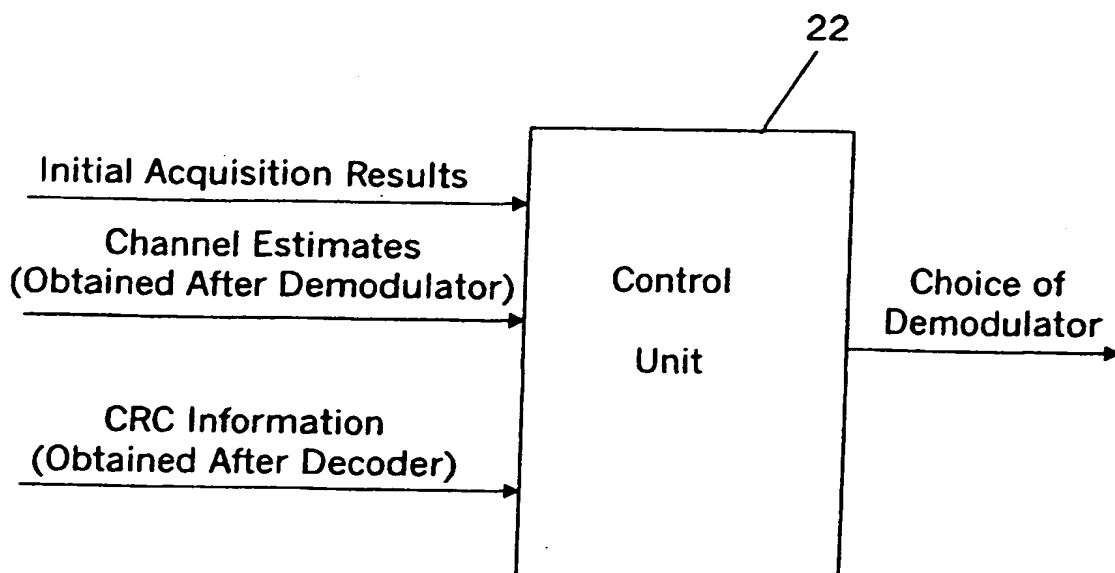 22
Initial Acquisition Results
Channel Estimates
(Obtained After Demodulator)
CRC Information
(Obtained After Decoder)
Control
Unit
Choice of
Demodulator